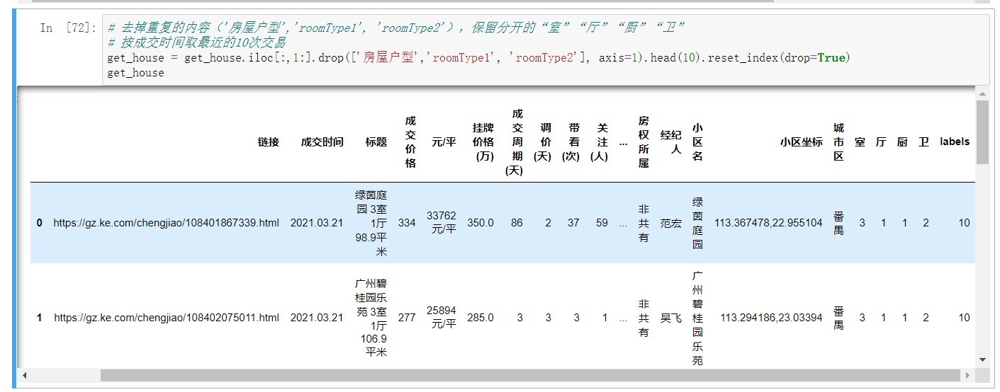 In [72]:
# 去掉重复的内容（'房屋户型','roomType1', 'roomType2'），保留分开的“室”“厅”“厨”“卫”
# 按成交时间取最近的10次交易
get_house = get_house.iloc[:,1:].drop(['房屋户型','roomType1', 'roomType2'], axis=1).head(10).reset_index(drop=True)
get_house
链接 成交时间 标题 成交价格 元/平 挂牌价格(万) 成交周期(天) 调价(天) 带看(次) 关注(人) ... 房权所属 经纪人 小区名 小区坐标 城市区 室 厅 厨 卫 labels
0 https://gz.ke.com/chengjiao/108401867339.html 2021.03.21 绿茵庭园 3室1厅 98.9平米 334 33762元/平 350.0 86 2 37 59 ... 非共有 范宏 绿茵庭园 113.367478,22.955104 番禺 3 1 1 2 10
1 https://gz.ke.com/chengjiao/108402075011.html 2021.03.21 广州碧桂园乐苑 3室1厅 106.9平米 277 25894元/平 285.0 3 3 3 1 ... 非共有 吴飞 广州碧桂园乐苑 113.294186,23.03394 番禺 3 1 1 2 10